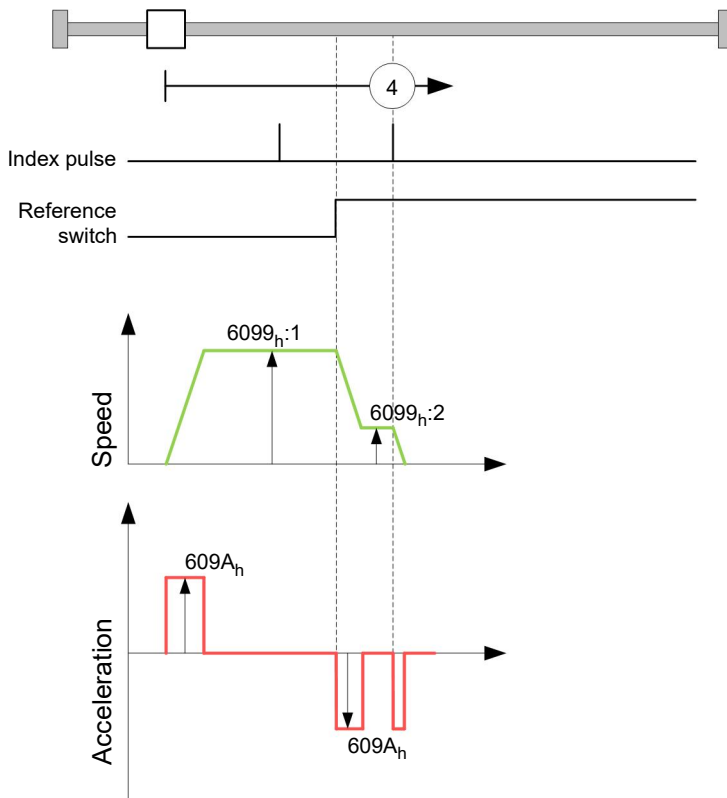 4
Index pulse
Reference
switch
6099h:1
6099h:2
Speed
609Ah
609Ah
Acceleration